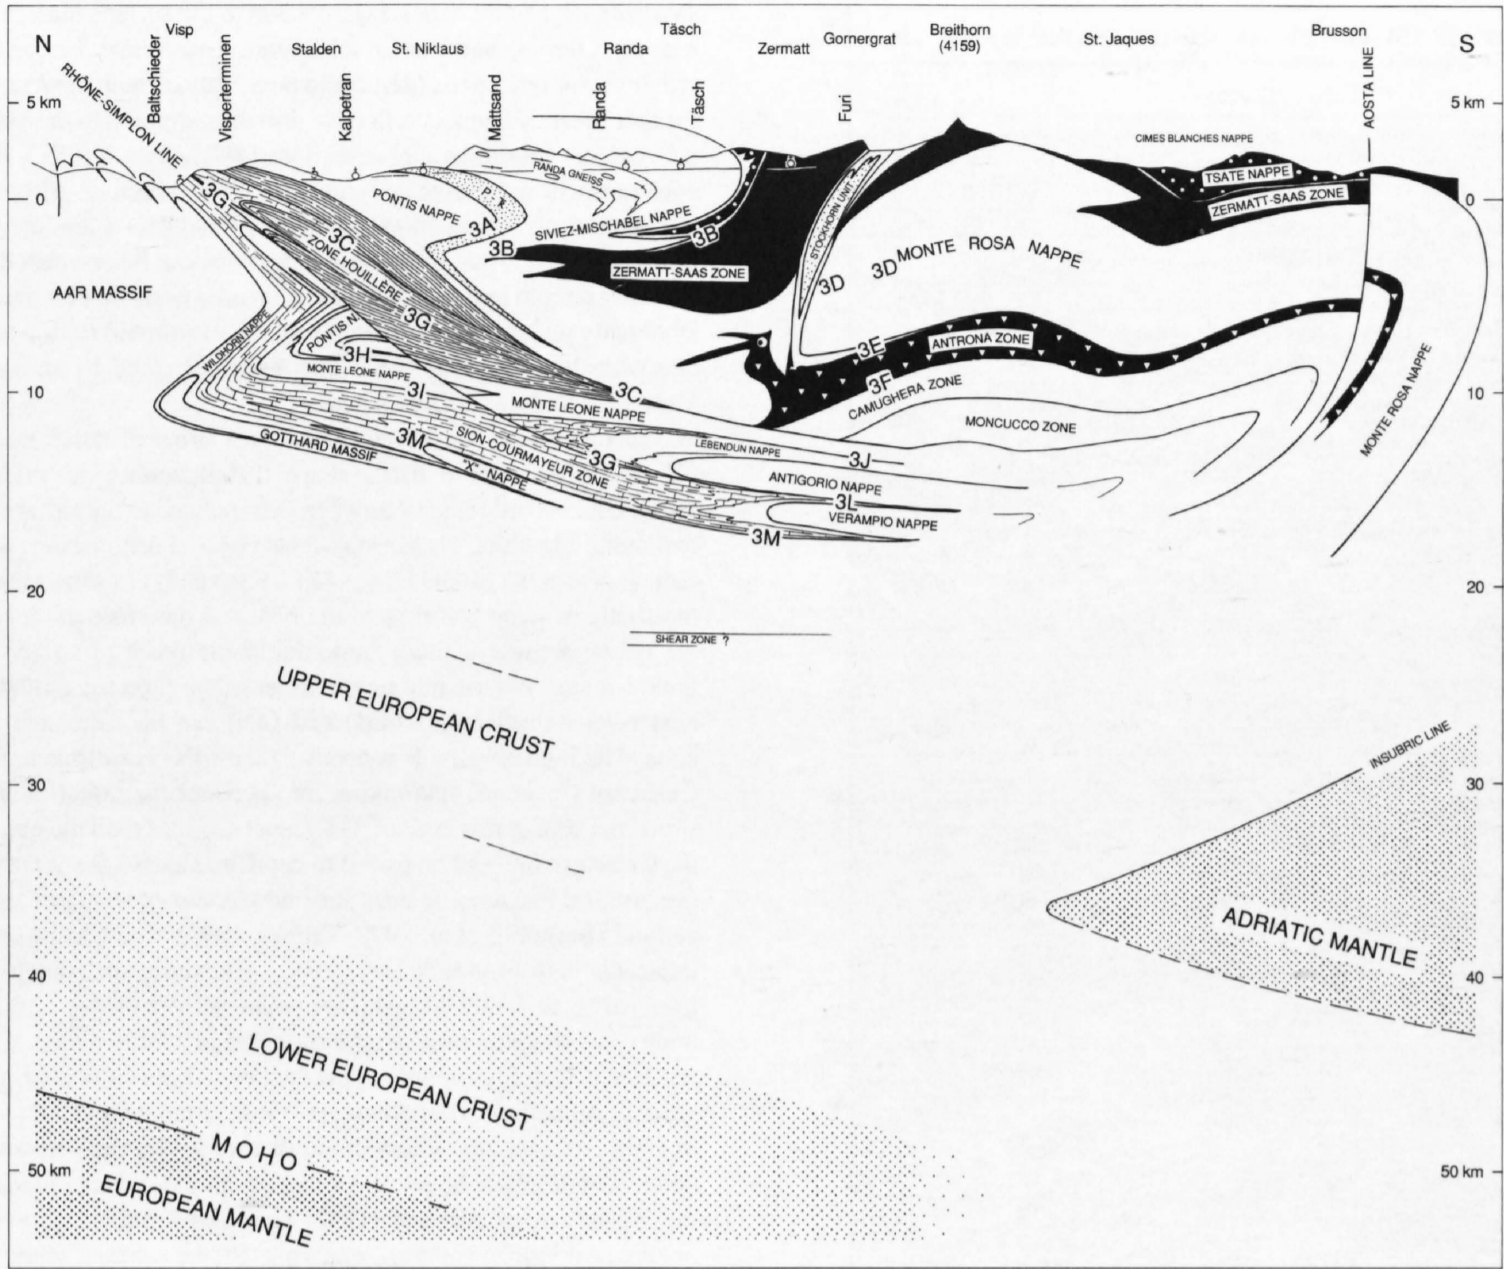 N
Baltschieder
Visp
Visperterminen
Stalden
Kalpetran
St. Niklaus
Mattsand
Randa
Randa
Täsch
Täsch
Zermatt
Gornergrat
Furi
Breithorn
(4159)
St. Jaques
Brusson
AOSTA LINE
S
5 km
5 km
RHÔNE-SIMPLON LINE
CIMES BLANCHES NAPPE
TSATE NAPPE
ZERMATT-SAAS ZONE
RANDA GNEISS
PONTIS NAPPE
SIVIEZ-MISCHABEL NAPPE
STOCKHORN UNIT
0
0
3G
3A
3B
3B
3C
ZONE HOUILLÈRE
3G
ZERMATT-SAAS ZONE
3D
3D
MONTE ROSA NAPPE
AAR MASSIF
WILDHORN NAPPE
PONTIS N.
3H
MONTE LEONE NAPPE
3I
3C
MONTE LEONE NAPPE
3E
ANTRONA ZONE
3F
CAMUGHERA ZONE
MONCUCCO ZONE
MONTE ROSA NAPPE
10
10
GOTTHARD MASSIF
3M
SION-COURMAYEUR ZONE
"X"- NAPPE
3G
LEBENDUN NAPPE
3J
ANTIGORIO NAPPE
3L
VERAMPIO NAPPE
3M
20
20
SHEAR ZONE ?
UPPER EUROPEAN CRUST
INSUBRIC LINE
30
30
ADRIATIC MANTLE
40
40
LOWER EUROPEAN CRUST
MOHO
50 km
50 km
EUROPEAN MANTLE